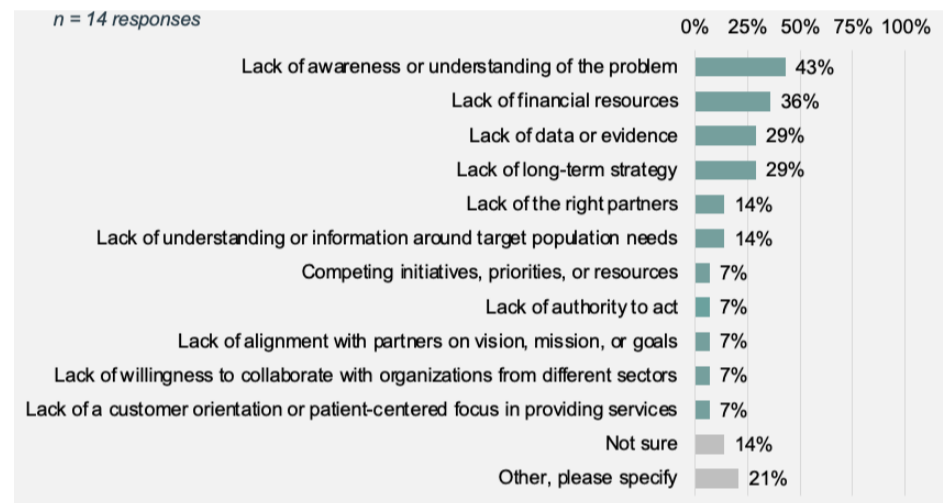 n = 14 responses
0% 25% 50% 75% 100%
Lack of awareness or understanding of the problem 43%
Lack of financial resources 36%
Lack of data or evidence 29%
Lack of long-term strategy 29%
Lack of the right partners 14%
Lack of understanding or information around target population needs 14%
Competing initiatives, priorities, or resources 7%
Lack of authority to act 7%
Lack of alignment with partners on vision, mission, or goals 7%
Lack of willingness to collaborate with organizations from different sectors 7%
Lack of a customer orientation or patient-centered focus in providing services 7%
Not sure 14%
Other, please specify 21%